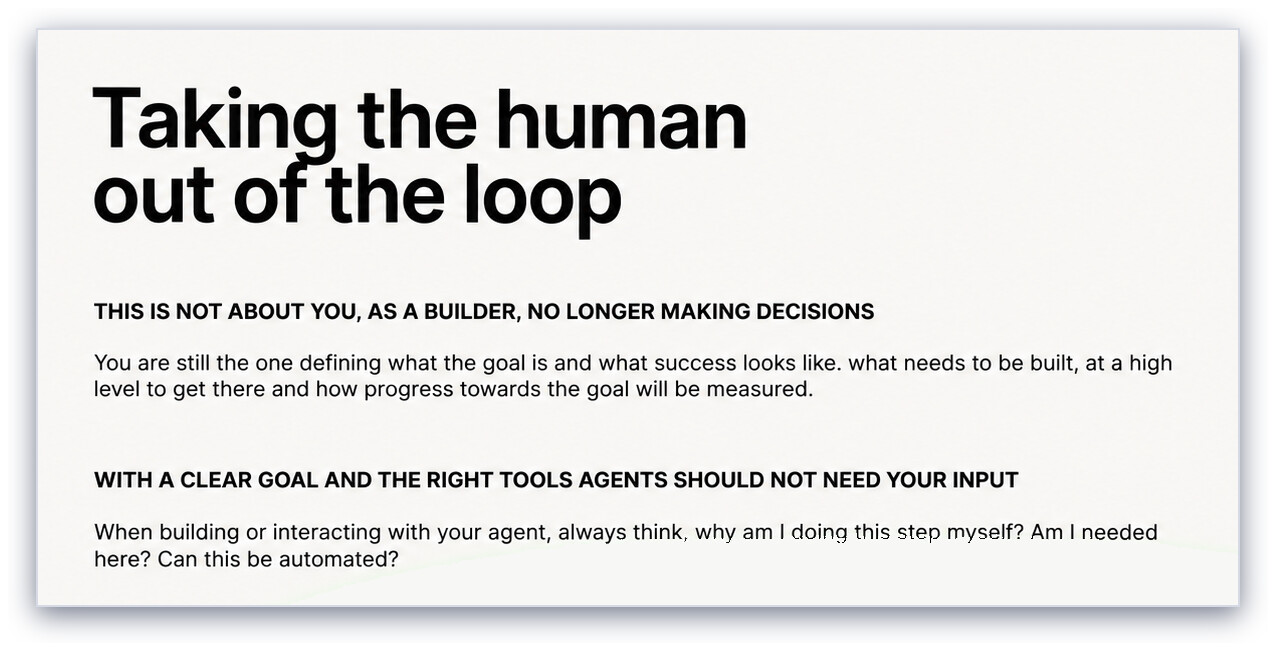 Taking the human
out of the loop
THIS IS NOT ABOUT YOU, AS A BUILDER, NO LONGER MAKING DECISIONS
You are still the one defining what the goal is and what success looks like. what needs to be built, at a high
level to get there and how progress towards the goal will be measured.
WITH A CLEAR GOAL AND THE RIGHT TOOLS AGENTS SHOULD NOT NEED YOUR INPUT
When building or interacting with your agent, always think, why am I doing this step myself? Am I needed
here? Can this be automated?